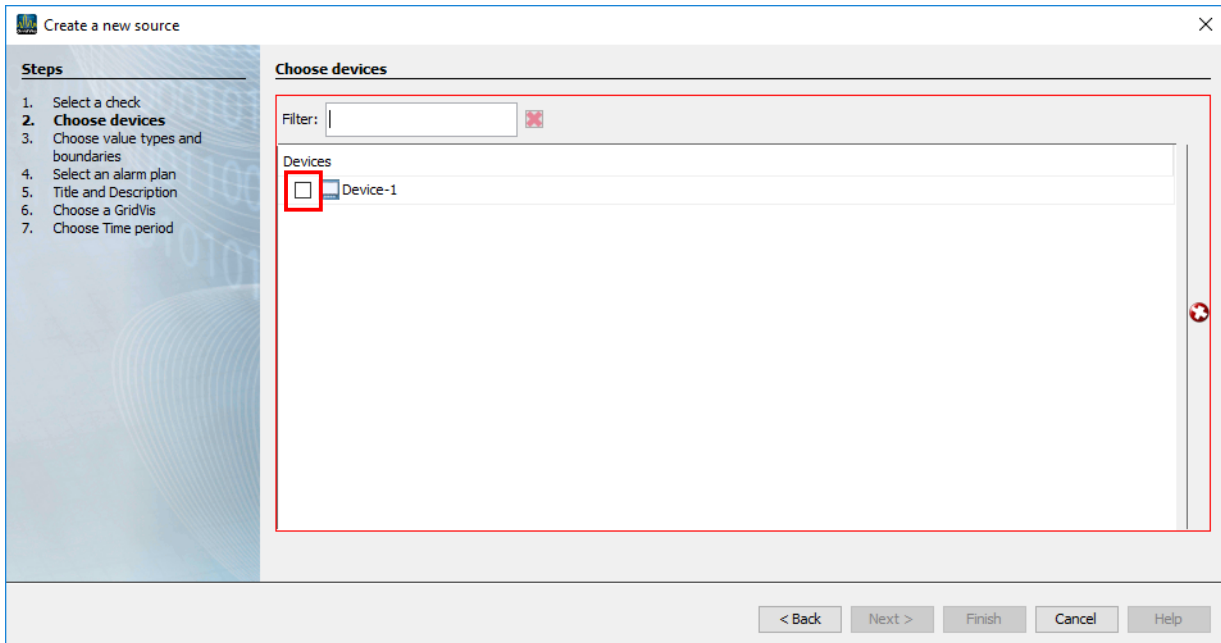 Create a new source
Steps
1. Select a check
2. Choose devices
3. Choose value types and
boundaries
4. Select an alarm plan
5. Title and Description
6. Choose a GridVis
7. Choose Time period
Choose devices
Filter:
Devices
Device-1
< Back Next > Finish Cancel Help